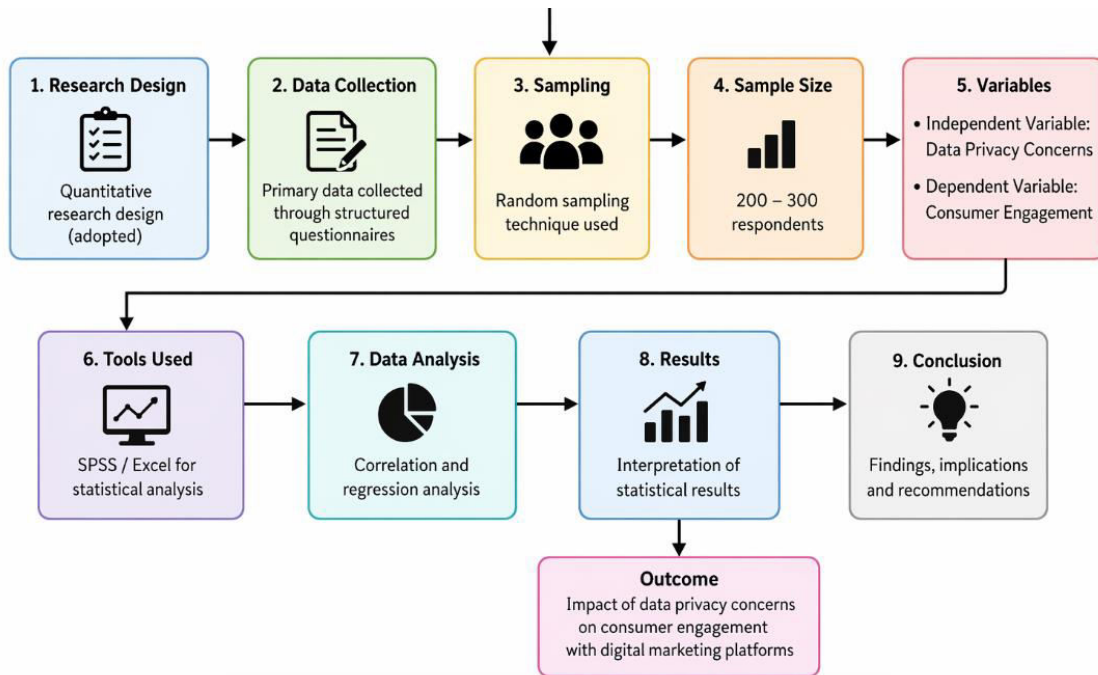 1. Research Design
Quantitative
research design
(adopted)
2. Data Collection
Primary data collected
through structured
questionnaires
3. Sampling
Random sampling
technique used
4. Sample Size
200 – 300
respondents
5. Variables
• Independent Variable:
Data Privacy Concerns
• Dependent Variable:
Consumer Engagement
6. Tools Used
SPSS / Excel for
statistical analysis
7. Data Analysis
Correlation and
regression analysis
8. Results
Interpretation of
statistical results
9. Conclusion
Findings, implications
and recommendations
Outcome
Impact of data privacy concerns
on consumer engagement
with digital marketing platforms